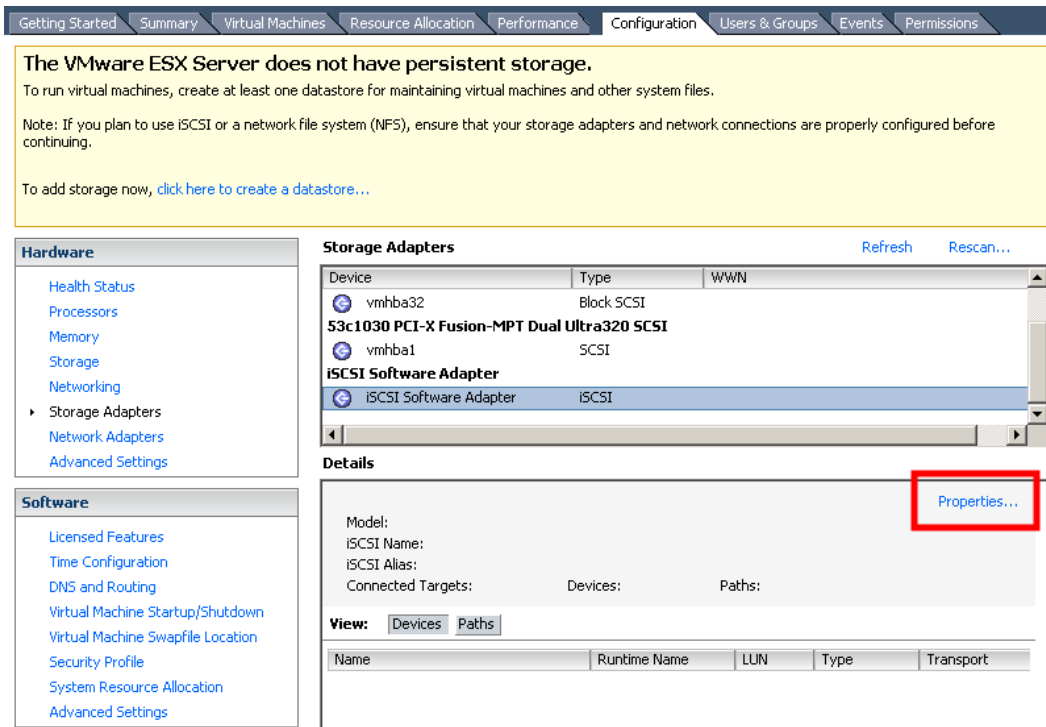 Getting Started Summary Virtual Machines Resource Allocation Performance Configuration Users & Groups Events Permissions
The VMware ESX Server does not have persistent storage.
To run virtual machines, create at least one datastore for maintaining virtual machines and other system files.
Note: If you plan to use iSCSI or a network file system (NFS), ensure that your storage adapters and network connections are properly configured before
continuing.
To add storage now, click here to create a datastore...
Hardware
Health Status
Processors
Memory
Storage
Networking
Storage Adapters
Network Adapters
Advanced Settings
Software
Licensed Features
Time Configuration
DNS and Routing
Virtual Machine Startup/Shutdown
Virtual Machine Swapfile Location
Security Profile
System Resource Allocation
Advanced Settings
Storage Adapters Refresh Rescan...
Device Type WWN
vmhba32 Block SCSI
53c1030 PCI-X Fusion-MPT Dual Ultra320 SCSI
vmhba1 SCSI
iSCSI Software Adapter
iSCSI Software Adapter iSCSI
Details
Properties...
Model:
iSCSI Name:
iSCSI Alias:
Connected Targets: Devices: Paths:
View: Devices Paths
Name Runtime Name LUN Type Transport